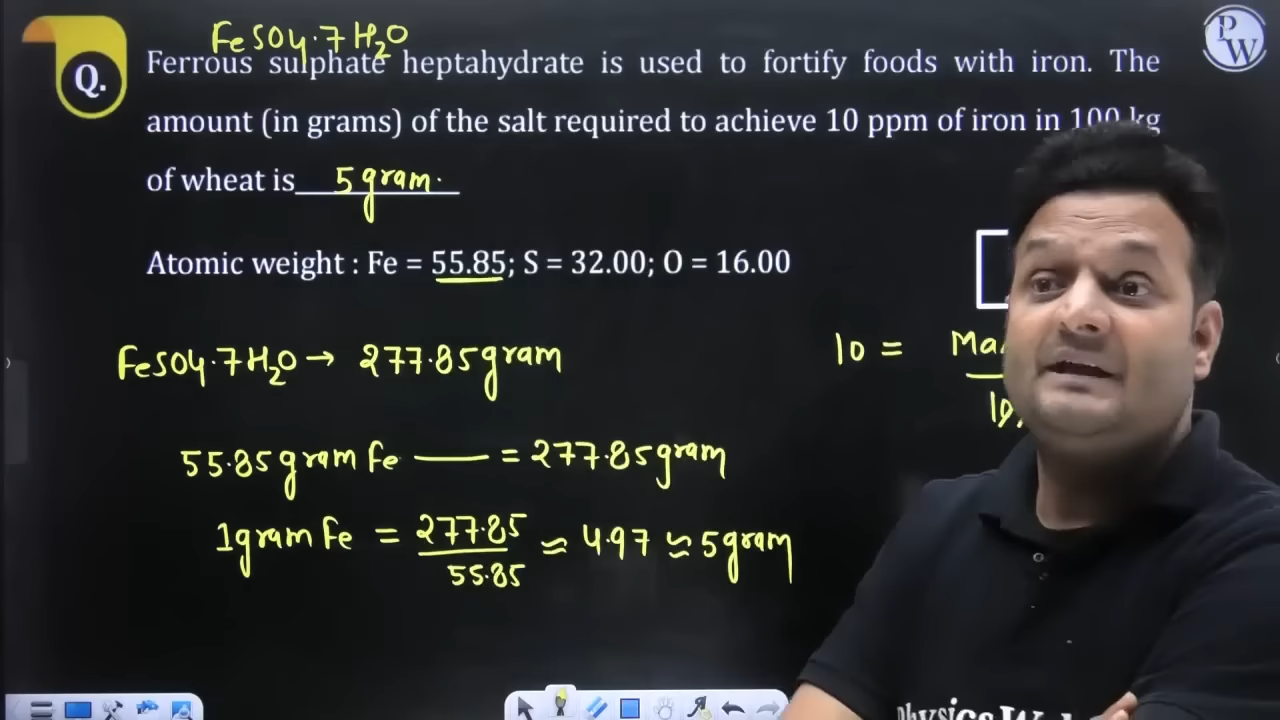 FeSO4·7H2O
PW
Q.
Ferrous sulphate heptahydrate is used to fortify foods with iron. The
amount (in grams) of the salt required to achieve 10 ppm of iron in 100 kg
of wheat is 5 gram.
Atomic weight : Fe = 55.85; S = 32.00; O = 16.00
FeSO4·7H2O → 277.85 gram
10 =
55.85 gram Fe —— = 277.85 gram
1 gram Fe = 277.85 / 55.85 ≈ 4.97 ≈ 5 gram